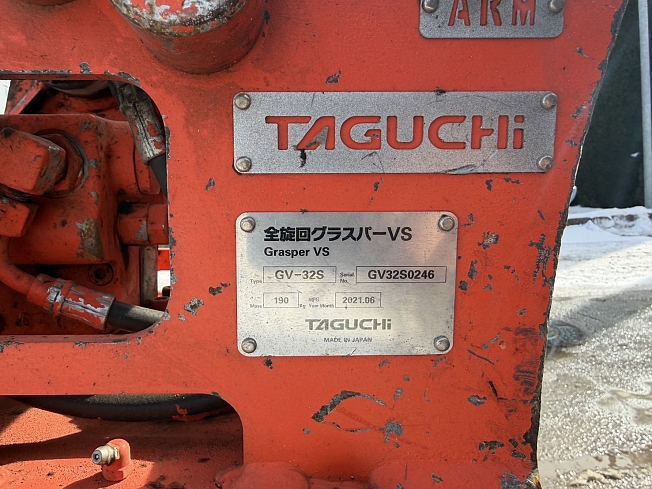 ARM
TAGUCHi
全旋回グラスパーVS
Grasper VS
Type GV-32S Serial No. GV32S0246
Mass 190 Kg MFG Year Month 2021.06
TAGUCHi
MADE IN JAPAN